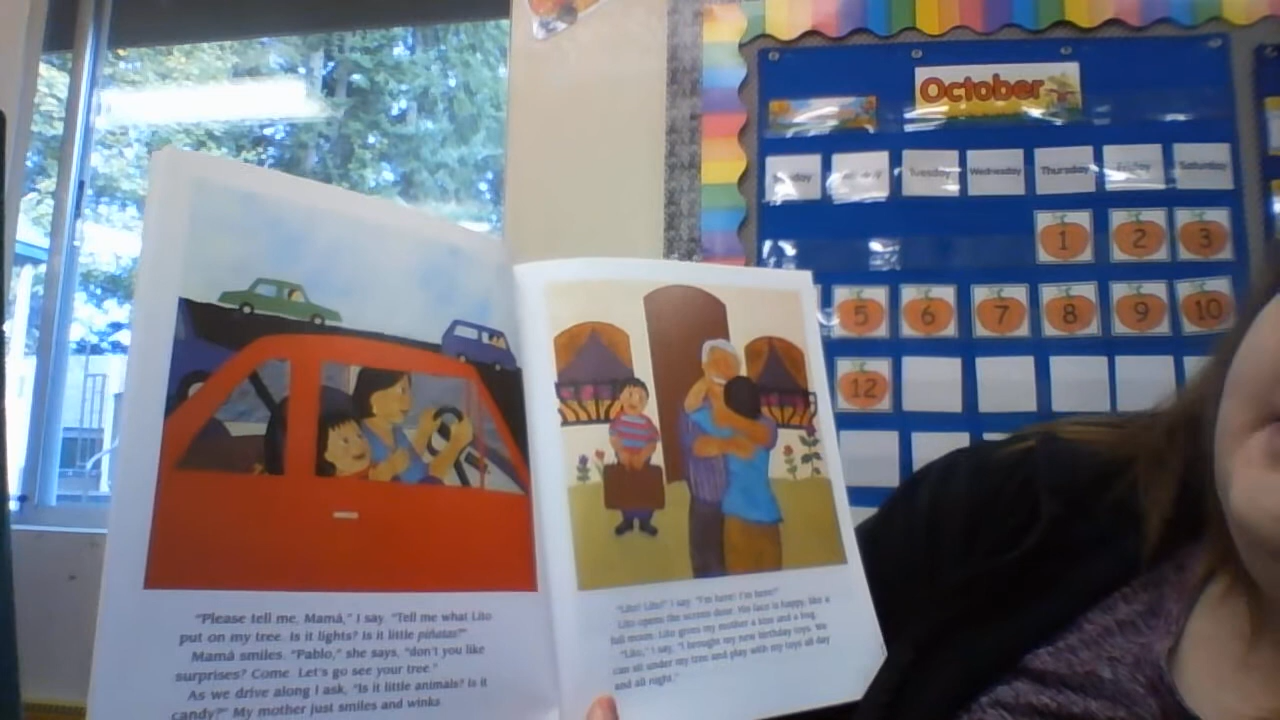 October
day
Tuesday
Wednesday
Thursday
Friday
Saturday
1 2 3
5 6 7 8 9 10
12
"Please tell me, Mamá," I say. "Tell me what Lito
put on my tree. Is it lights? Is it little piñatas?"
Mamá smiles. "Pablo," she says, "don't you like
surprises? Come. Let's go see your tree."
As we drive along I ask, "Is it little animals? Is it
candy?" My mother just smiles and winks.
"Lito! Lito!" I say. "I'm here! I'm here!"
Lito opens the screen door. His face is happy, like a
full moon. Lito gives my mother a kiss and a hug.
"Lito," I say, "I brought my new birthday toys. We
can sit under my tree and play with my toys all day
and all night."